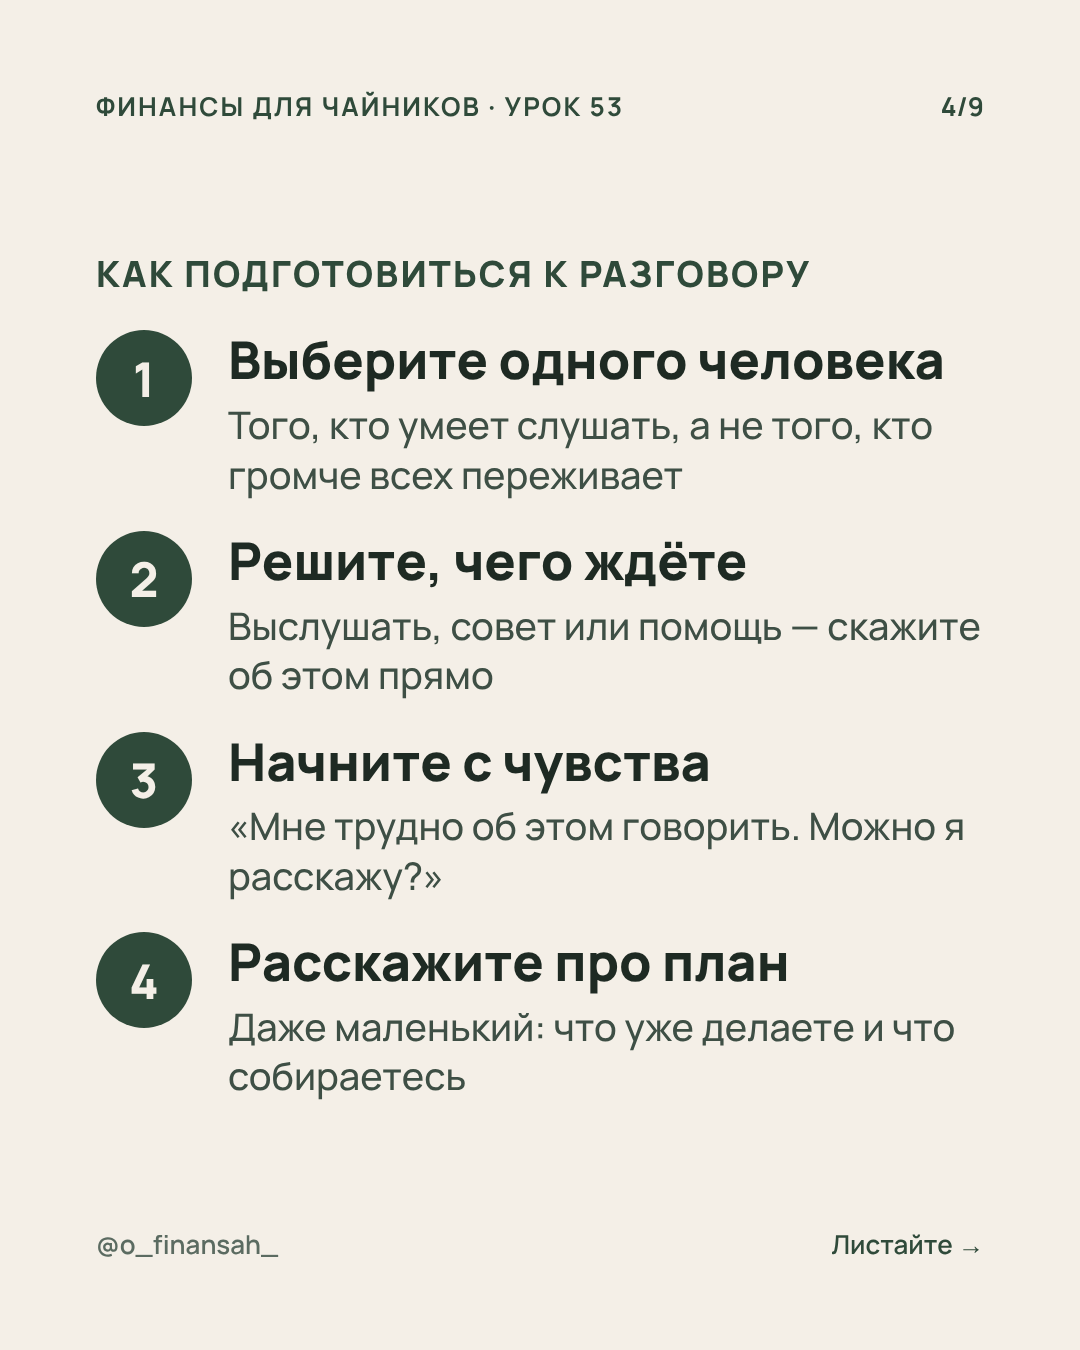 ФИНАНСЫ ДЛЯ ЧАЙНИКОВ · УРОК 53
4/9
КАК ПОДГОТОВИТЬСЯ К РАЗГОВОРУ
1
Выберите одного человека
Того, кто умеет слушать, а не того, кто
громче всех переживает
2
Решите, чего ждёте
Выслушать, совет или помощь — скажите
об этом прямо
3
Начните с чувства
«Мне трудно об этом говорить. Можно я
расскажу?»
4
Расскажите про план
Даже маленький: что уже делаете и что
собираетесь
@o_finansah_
Листайте →